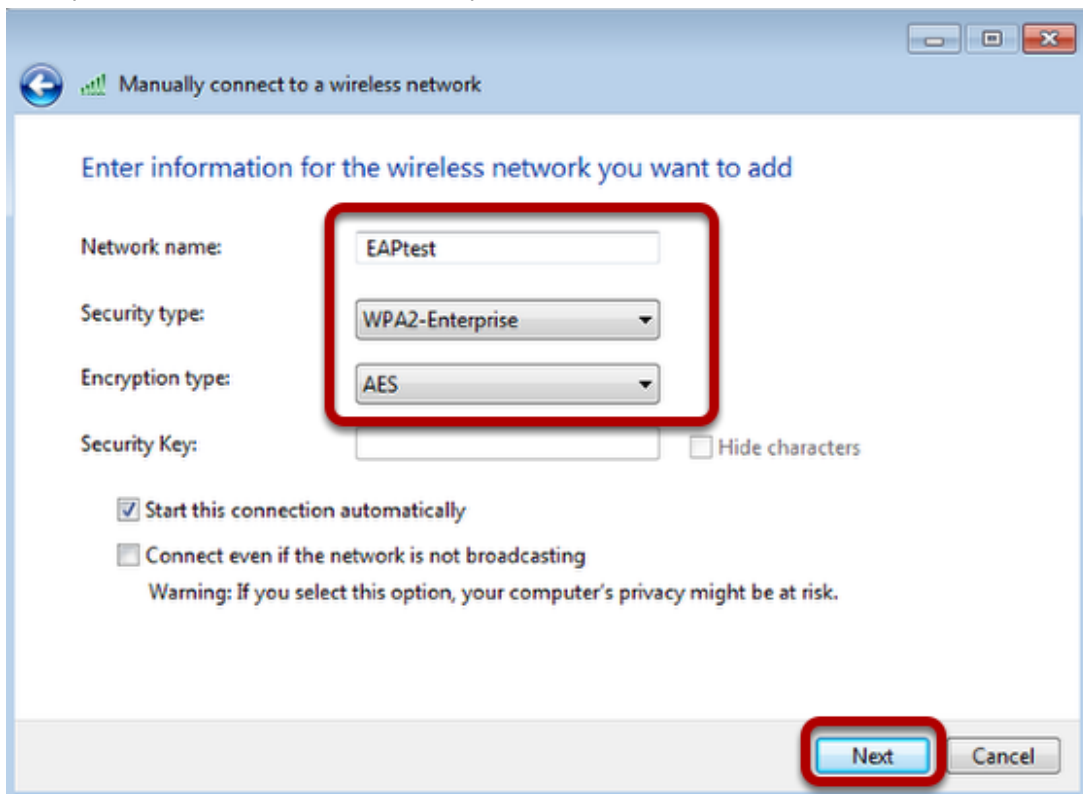 Manually connect to a wireless network
Enter information for the wireless network you want to add
Network name: EAPtest
Security type: WPA2-Enterprise
Encryption type: AES
Security Key: Hide characters
Start this connection automatically
Connect even if the network is not broadcasting
Warning: If you select this option, your computer's privacy might be at risk.
Next Cancel